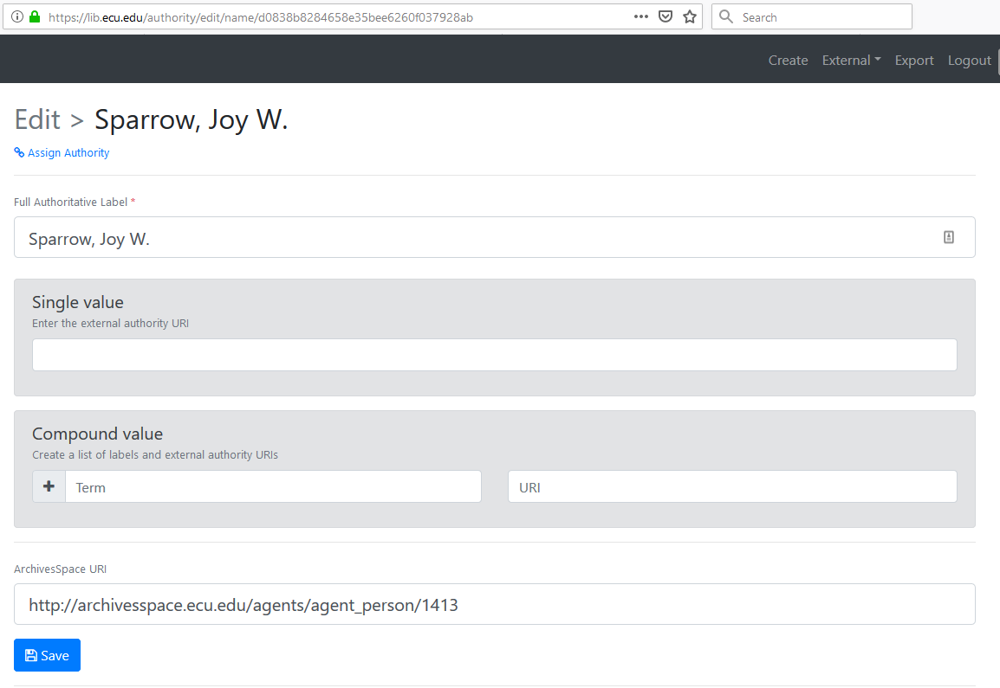 https://lib.ecu.edu/authority/edit/name/d0838b8284658e35bee6260f037928ab
Search
Create External Export Logout
Edit > Sparrow, Joy W.
Assign Authority
Full Authoritative Label *
Sparrow, Joy W.
Single value
Enter the external authority URI
Compound value
Create a list of labels and external authority URIs
Term URI
ArchivesSpace URI
http://archivesspace.ecu.edu/agents/agent_person/1413
Save